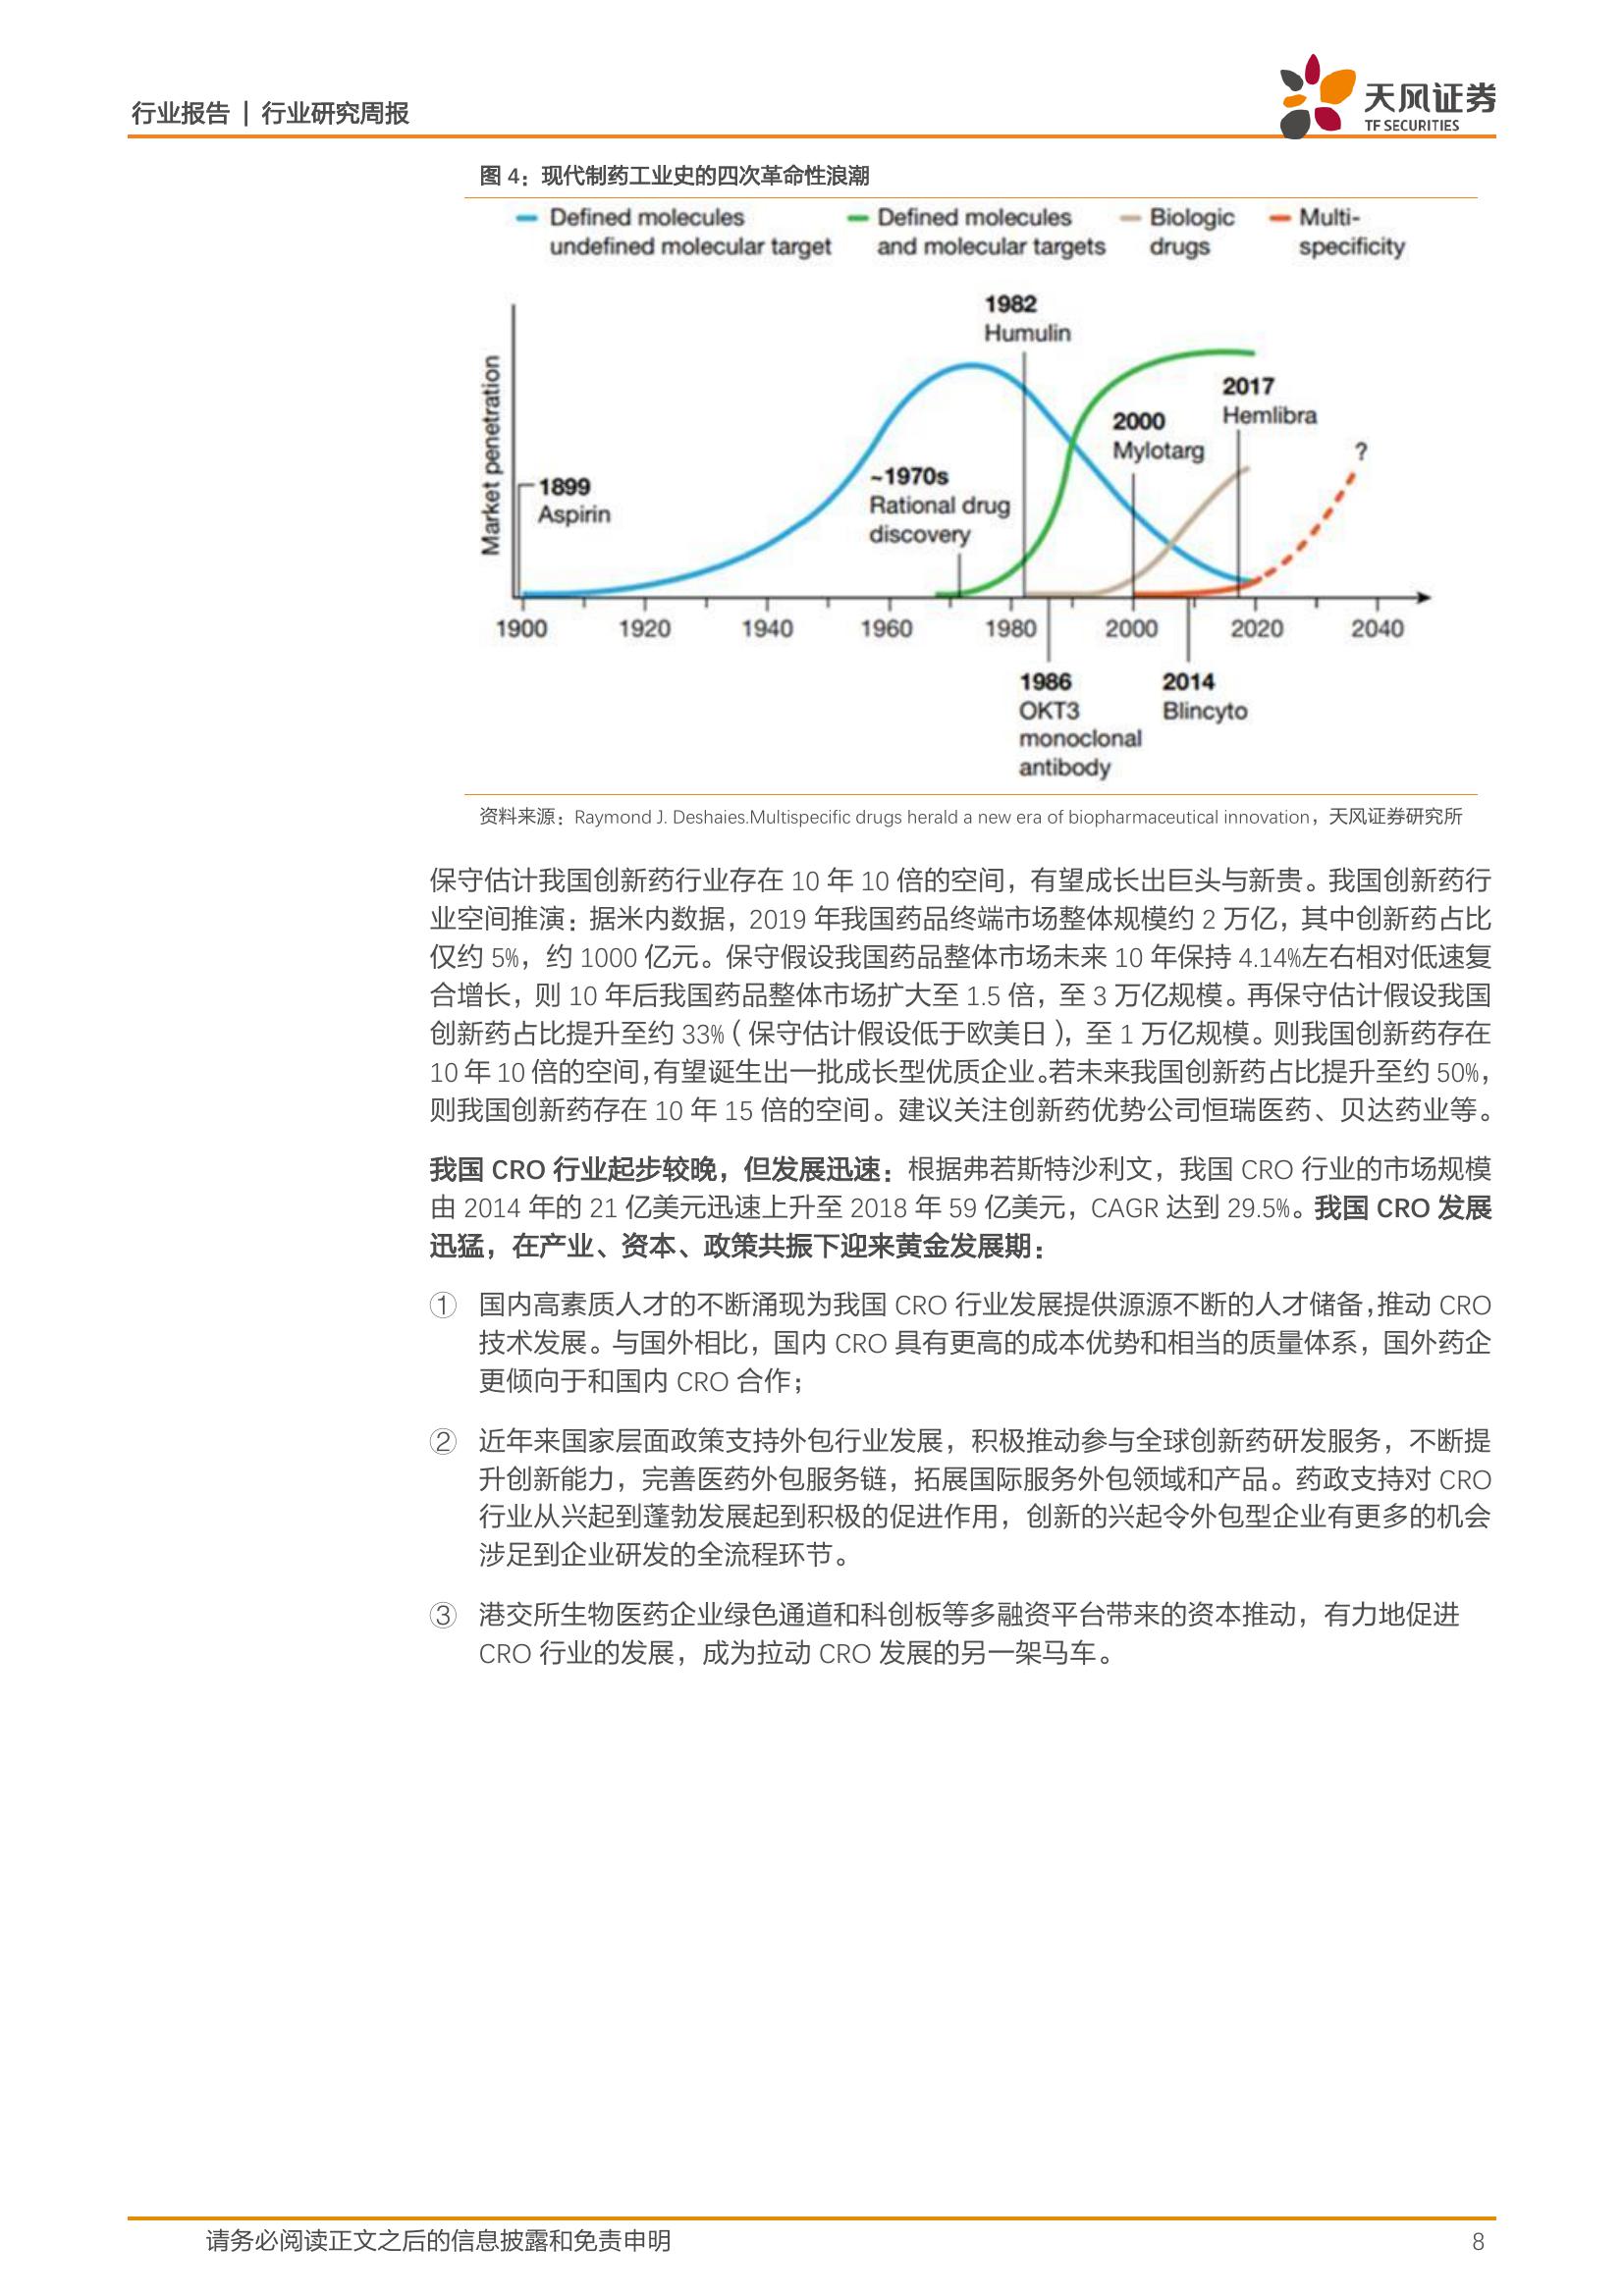 行业报告 | 行业研究周报
天风证券
TF SECURITIES
图 4：现代制药工业史的四次革命性浪潮
Defined molecules
undefined molecular target
Defined molecules
and molecular targets
Biologic
drugs
Multi-
specificity
Market penetration
1899
Aspirin
~1970s
Rational drug
discovery
1982
Humulin
2000
Mylotarg
2017
Hemlibra
?
1900 1920 1940 1960 1980 2000 2020 2040
1986
OKT3
monoclonal
antibody
2014
Blincyto
资料来源：Raymond J. Deshaies.Multispecific drugs herald a new era of biopharmaceutical innovation，天风证券研究所
保守估计我国创新药行业存在 10 年 10 倍的空间，有望成长出巨头与新贵。我国创新药行
业空间推演：据米内数据，2019 年我国药品终端市场整体规模约 2 万亿，其中创新药占比
仅约 5%，约 1000 亿元。保守假设我国药品整体市场未来 10 年保持 4.14%左右相对低速复
合增长，则 10 年后我国药品整体市场扩大至 1.5 倍，至 3 万亿规模。再保守估计假设我国
创新药占比提升至约 33%（保守估计假设低于欧美日），至 1 万亿规模。则我国创新药存在
10 年 10 倍的空间，有望诞生出一批成长型优质企业。若未来我国创新药占比提升至约 50%，
则我国创新药存在 10 年 15 倍的空间。建议关注创新药优势公司恒瑞医药、贝达药业等。
我国 CRO 行业起步较晚，但发展迅速：根据弗若斯特沙利文，我国 CRO 行业的市场规模
由 2014 年的 21 亿美元迅速上升至 2018 年 59 亿美元，CAGR 达到 29.5%。我国 CRO 发展
迅猛，在产业、资本、政策共振下迎来黄金发展期：
① 国内高素质人才的不断涌现为我国 CRO 行业发展提供源源不断的人才储备，推动 CRO
技术发展。与国外相比，国内 CRO 具有更高的成本优势和相当的质量体系，国外药企
更倾向于和国内 CRO 合作；
② 近年来国家层面政策支持外包行业发展，积极推动参与全球创新药研发服务，不断提
升创新能力，完善医药外包服务链，拓展国际服务外包领域和产品。药政支持对 CRO
行业从兴起到蓬勃发展起到积极的促进作用，创新的兴起令外包型企业有更多的机会
涉足到企业研发的全流程环节。
③ 港交所生物医药企业绿色通道和科创板等多融资平台带来的资本推动，有力地促进
CRO 行业的发展，成为拉动 CRO 发展的另一架马车。
请务必阅读正文之后的信息披露和免责申明
8